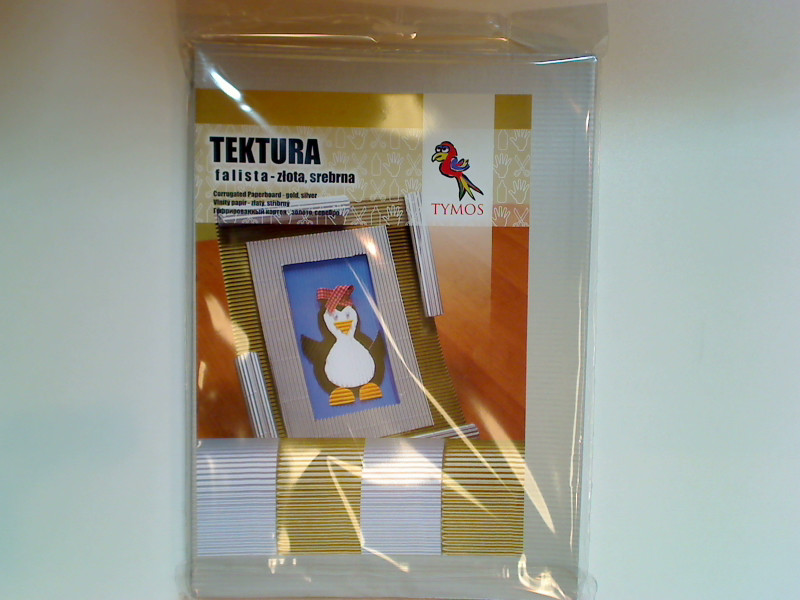 TEKTURA
falista - złota, srebrna
Corrugated Paperboard - gold, silver
Vlnitý papír - zlatý, stříbrný
Гофрированный картон - золото, серебро
TYMOS